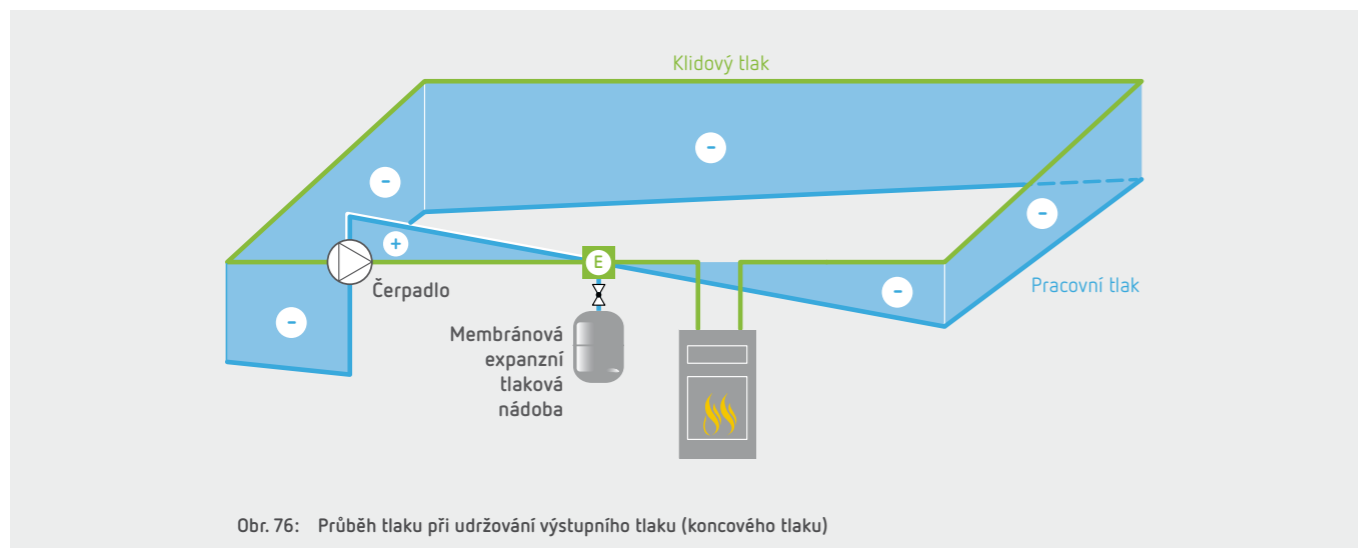 Klidový tlak
-
-
-
+
E
Čerpadlo
-
-
Pracovní tlak
Membránová
expanzní
tlaková
nádoba
Obr. 76: Průběh tlaku při udržování výstupního tlaku (koncového tlaku)